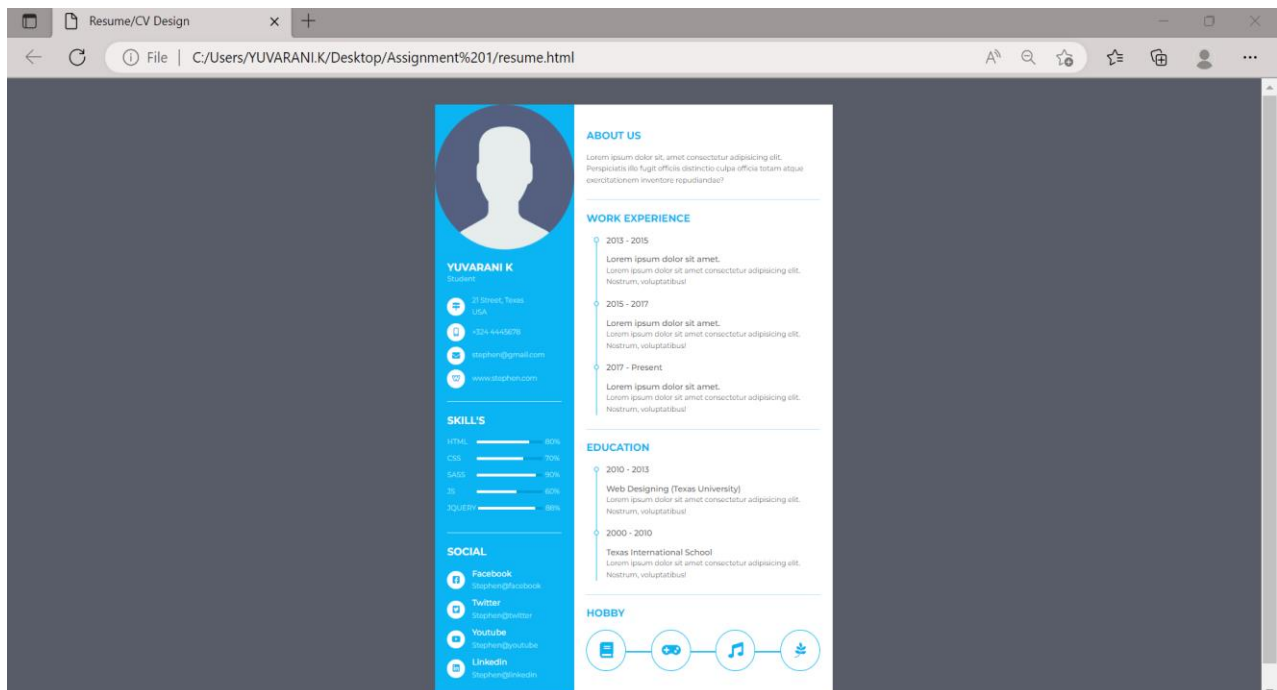 Resume/CV Design
File | C:/Users/YUVARANI.K/Desktop/Assignment%201/resume.html
YUVARANI K
Student
21 Street, Texas
USA
+324 4445678
stephen@gmail.com
www.stephen.com
SKILL'S
HTML 80%
CSS 70%
SASS 90%
JS 60%
JQUERY 88%
SOCIAL
Facebook
Stephen@facebook
Twitter
Stephen@twitter
Youtube
Stephen@youtube
Linkedin
Stephen@linkedin
ABOUT US
Lorem ipsum dolor sit, amet consectetur adipisicing elit.
Perspiciatis illo fugit officiis distinctio culpa officia totam atque
exercitationem inventore repudiandae?
WORK EXPERIENCE
2013 - 2015
Lorem ipsum dolor sit amet.
Lorem ipsum dolor sit amet consectetur adipisicing elit.
Nostrum, voluptatibus!
2015 - 2017
Lorem ipsum dolor sit amet.
Lorem ipsum dolor sit amet consectetur adipisicing elit.
Nostrum, voluptatibus!
2017 - Present
Lorem ipsum dolor sit amet.
Lorem ipsum dolor sit amet consectetur adipisicing elit.
Nostrum, voluptatibus!
EDUCATION
2010 - 2013
Web Designing (Texas University)
Lorem ipsum dolor sit amet consectetur adipisicing elit.
Nostrum, voluptatibus!
2000 - 2010
Texas International School
Lorem ipsum dolor sit amet consectetur adipisicing elit.
Nostrum, voluptatibus!
HOBBY